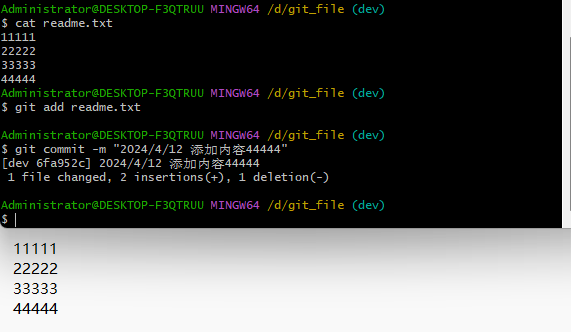 Administrator@DESKTOP-F3QTRUU MINGW64 /d/git_file (dev)
$ cat readme.txt
11111
22222
33333
44444
Administrator@DESKTOP-F3QTRUU MINGW64 /d/git_file (dev)
$ git add readme.txt
Administrator@DESKTOP-F3QTRUU MINGW64 /d/git_file (dev)
$ git commit -m "2024/4/12 添加内容44444"
[dev 6fa952c] 2024/4/12 添加内容44444
1 file changed, 2 insertions(+), 1 deletion(-)
Administrator@DESKTOP-F3QTRUU MINGW64 /d/git_file (dev)
$
11111
22222
33333
44444